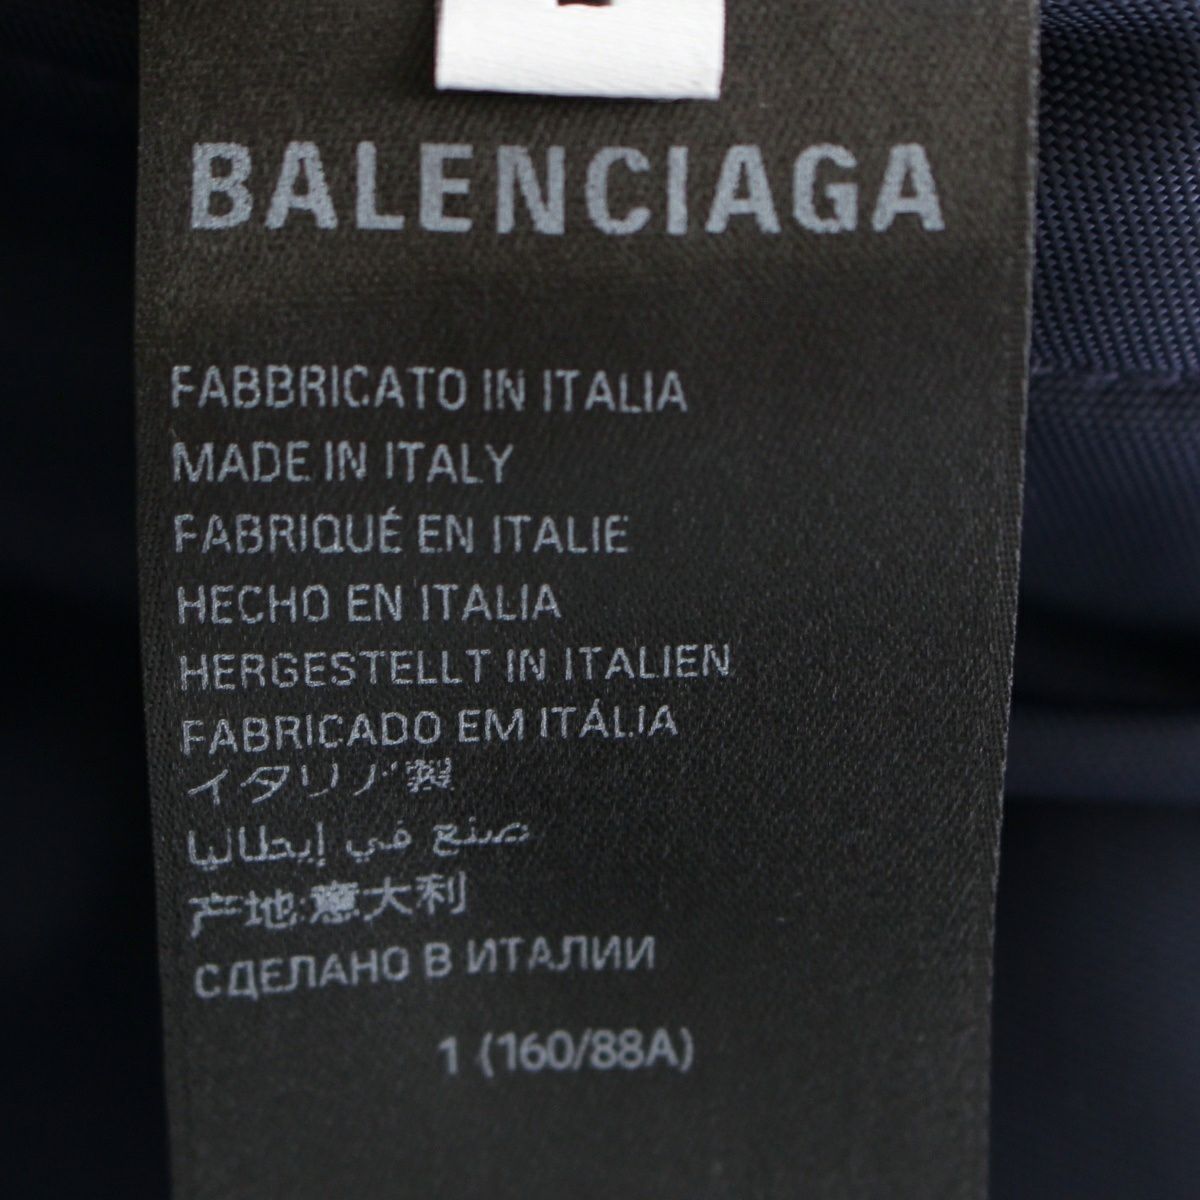 BALENCIAGA
FABBRICATO IN ITALIA
MADE IN ITALY
FABRIQUÉ EN ITALIE
HECHO EN ITALIA
HERGESTELLT IN ITALIEN
FABRICADO EM ITÁLIA
イタリア製
صنع في إيطاليا
产地:意大利
СДЕЛАНО В ИТАЛИИ
1 (160/88A)